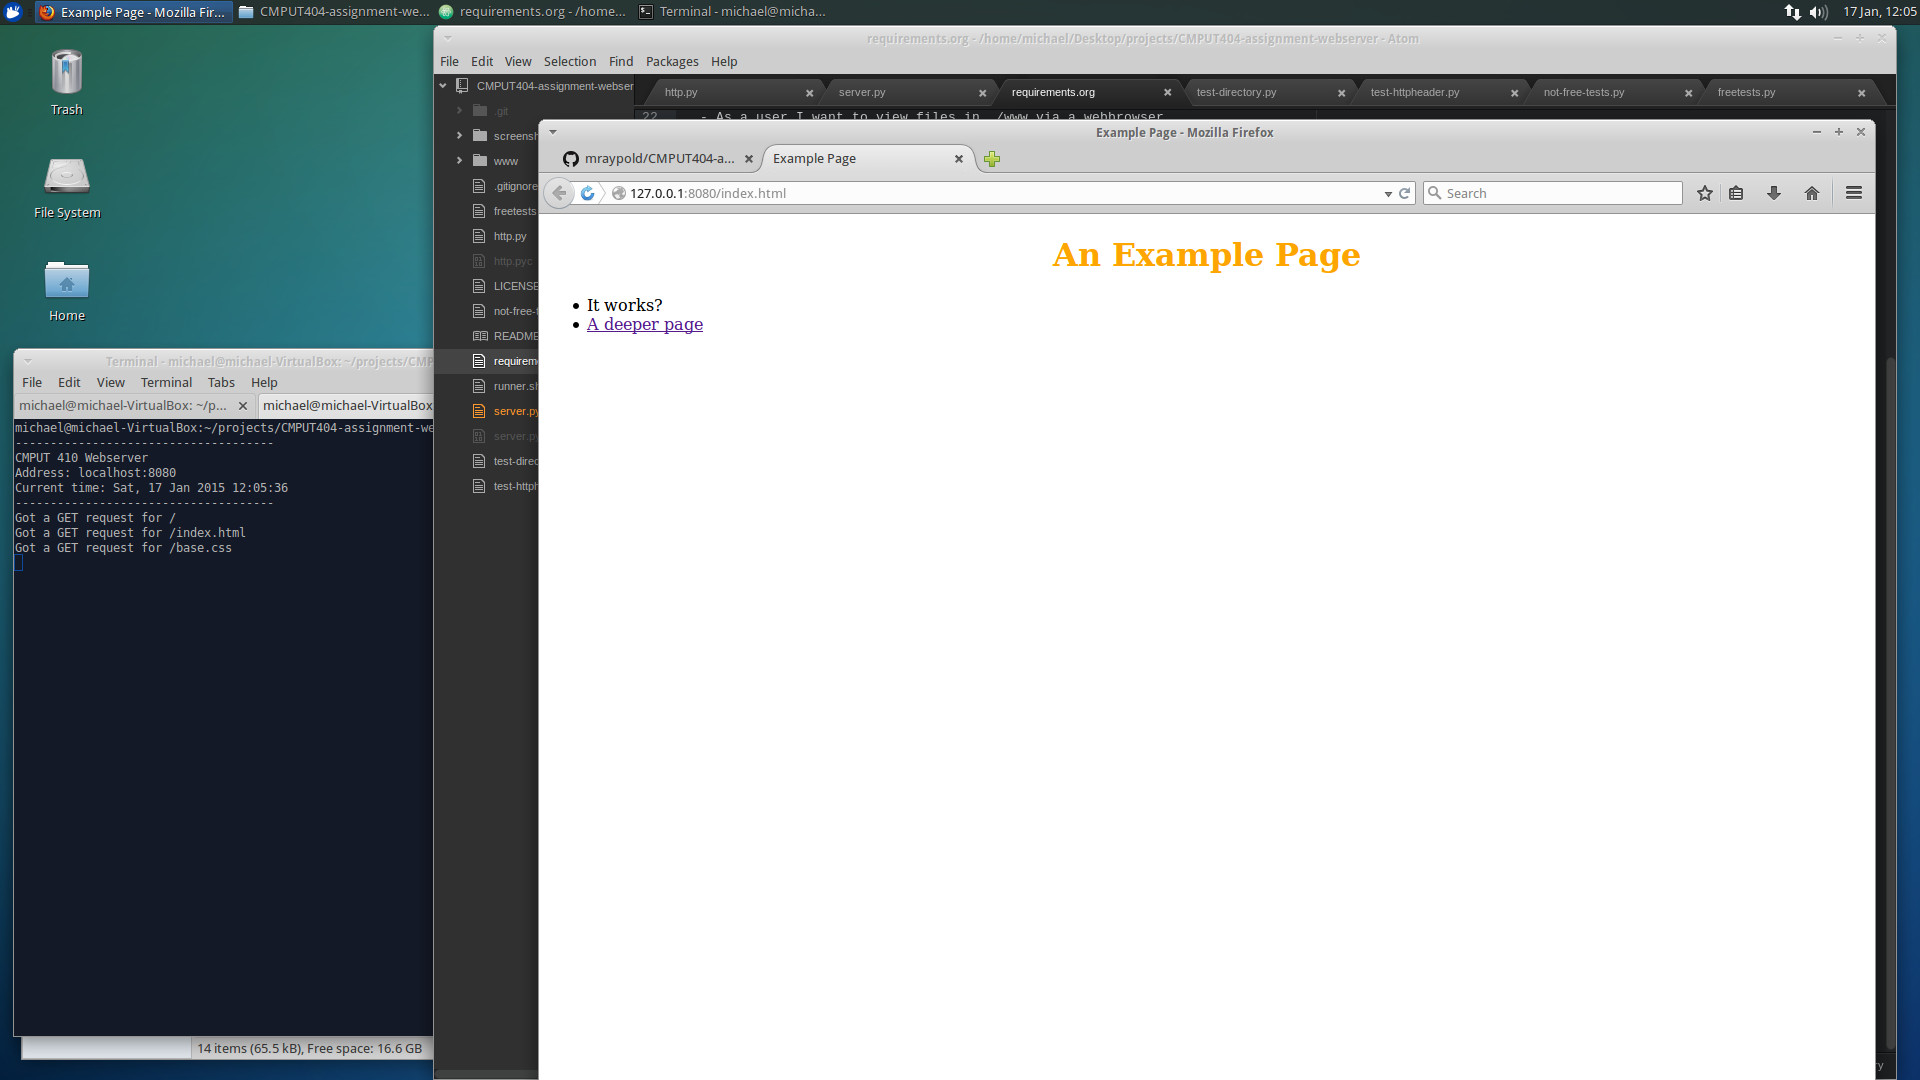 Example Page - Mozilla Fir...
CMPUT404-assignment-we...
requirements.org - /home...
Terminal - michael@micha...
17 Jan, 12:05
Trash
File System
Home
requirements.org - /home/michael/Desktop/projects/CMPUT404-assignment-webserver - Atom
File Edit View Selection Find Packages Help
CMPUT404-assignment-webser
.git
screensh
www
.gitignore
freetests
http.py
http.pyc
LICENSE
not-free-t
README
requirem
runner.sh
server.py
server.py
test-direc
test-httph
http.py
server.py
requirements.org
test-directory.py
test-httpheader.py
not-free-tests.py
freetests.py
22 - As a user I want to view files in ./www via a webbrowser
Example Page - Mozilla Firefox
mraypold/CMPUT404-a...
Example Page
127.0.0.1:8080/index.html
Search
An Example Page
It works?
A deeper page
Terminal - michael@michael-VirtualBox: ~/projects/CMP
File Edit View Terminal Tabs Help
michael@michael-VirtualBox: ~/p...
michael@michael-VirtualBox
michael@michael-VirtualBox:~/projects/CMPUT404-assignment-we
-------------------------------------
CMPUT 410 Webserver
Address: localhost:8080
Current time: Sat, 17 Jan 2015 12:05:36
-------------------------------------
Got a GET request for /
Got a GET request for /index.html
Got a GET request for /base.css
14 items (65.5 kB), Free space: 16.6 GB